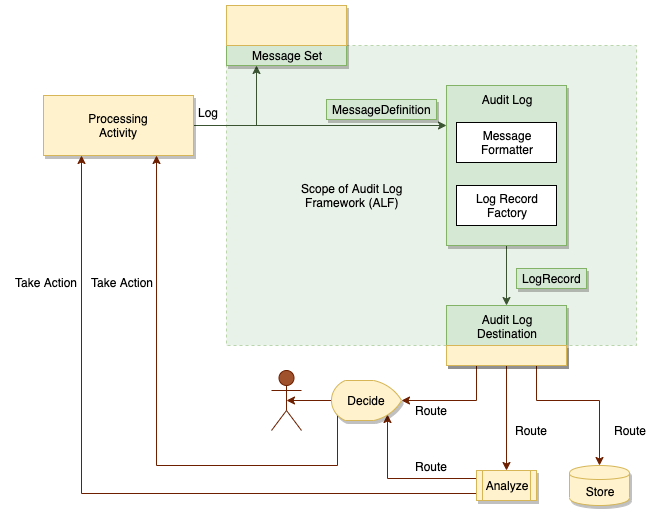 Message Set
Processing
Activity
Log
MessageDefinition
Audit Log
Message
Formatter
Log Record
Factory
Scope of Audit Log
Framework (ALF)
LogRecord
Take Action
Take Action
Audit Log
Destination
Decide
Route
Route
Route
Route
Analyze
Store